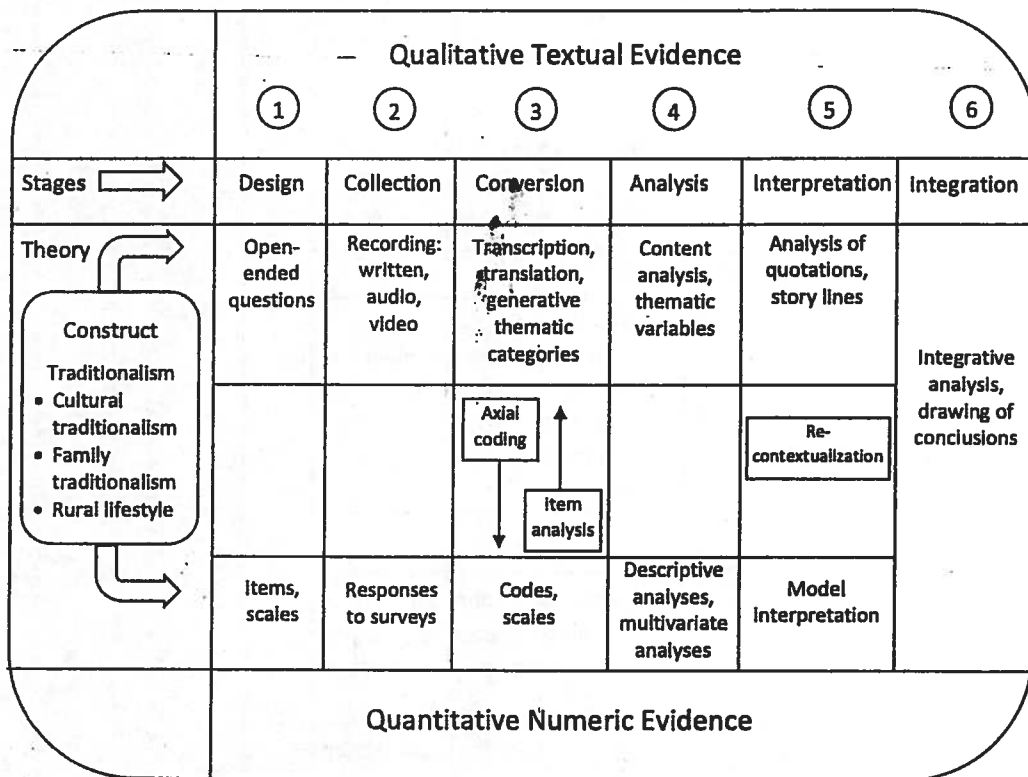 Qualitative Textual Evidence
1
2
3
4
5
6
Stages
Design
Collection
Conversion
Analysis
Interpretation
Integration
Theory
Open-
ended
questions
Recording:
written,
audio,
video
Transcription,
translation,
generative
thematic
categories
Content
analysis,
thematic
variables
Analysis of
quotations,
story lines
Construct
Traditionalism
• Cultural
traditionalism
• Family
traditionalism
• Rural lifestyle
Axial
coding
Item
analysis
Re-
contextualization
Integrative
analysis,
drawing of
conclusions
Items,
scales
Responses
to surveys
Codes,
scales
Descriptive
analyses,
multivariate
analyses
Model
interpretation
Quantitative Numeric Evidence